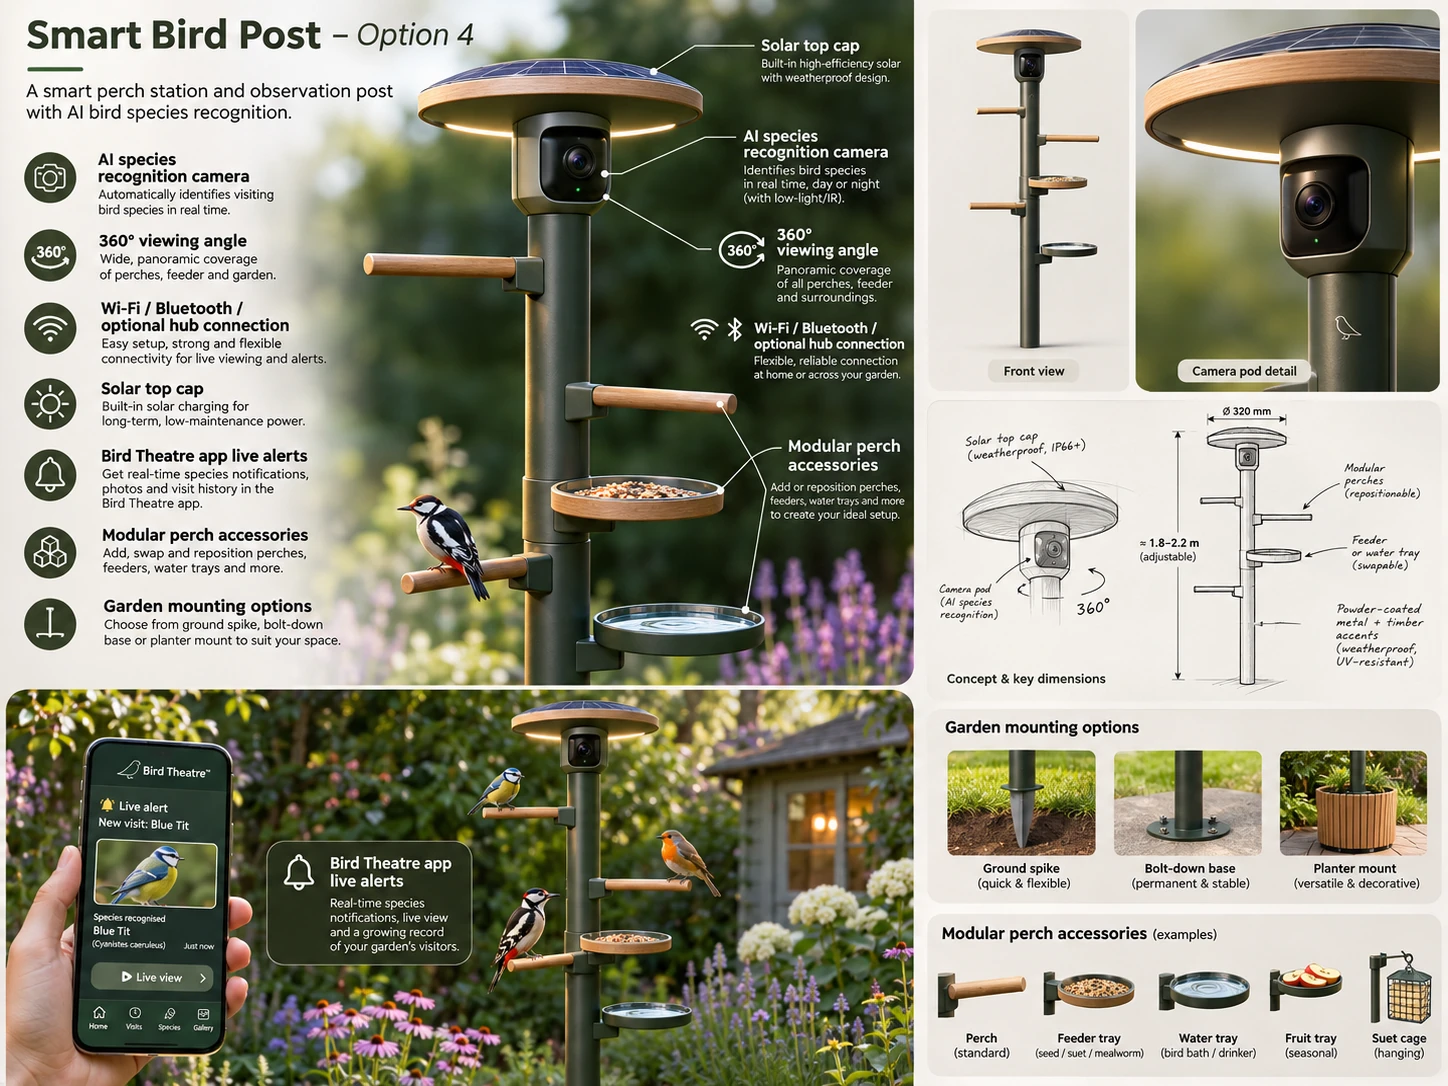 Smart Bird Post – Option 4
A smart perch station and observation post
with AI bird species recognition.
AI species
recognition camera
Automatically identifies visiting
bird species in real time.
360°
360° viewing angle
Wide, panoramic coverage
of perches, feeder and garden.
Wi-Fi / Bluetooth /
optional hub connection
Easy setup, strong and flexible
connectivity for live viewing and alerts.
Solar top cap
Built-in solar charging for
long-term, low-maintenance power.
Bird Theatre app live alerts
Get real-time species notifications,
photos and visit history in the
Bird Theatre app.
Modular perch accessories
Add, swap and reposition perches,
feeders, water trays and more.
Garden mounting options
Choose from ground spike, bolt-down
base or planter mount to suit your space.
Solar top cap
Built-in high-efficiency solar
with weatherproof design.
AI species
recognition camera
Identifies bird species
in real time, day or night
(with low-light/IR).
360°
360°
viewing angle
Panoramic coverage
of all perches, feeder
and surroundings.
Wi-Fi / Bluetooth /
optional hub connection
Flexible, reliable connection
at home or across your garden.
Modular perch
accessories
Add or reposition perches,
feeders, water trays and more
to create your ideal setup.
Front view
Camera pod detail
Solar top cap
(weatherproof, IP66+)
Camera pod
(AI species
recognition)
360°
Ø 320 mm
≈ 1.8–2.2 m
(adjustable)
Modular
perches
(repositionable)
Feeder
or water tray
(swapable)
Powder-coated
metal + timber
accents
(weatherproof,
UV-resistant)
Concept & key dimensions
Bird Theatre™
Live alert
New visit: Blue Tit
Species recognised
Blue Tit
(Cyanistes caeruleus)
Just now
Live view
Home
Visits
Species
Gallery
Bird Theatre app
live alerts
Real-time species
notifications, live view
and a growing record
of your garden's visitors.
Garden mounting options
Ground spike
(quick & flexible)
Bolt-down base
(permanent & stable)
Planter mount
(versatile & decorative)
Modular perch accessories (examples)
Perch
(standard)
Feeder tray
(seed / suet / mealworm)
Water tray
(bird bath / drinker)
Fruit tray
(seasonal)
Suet cage
(hanging)